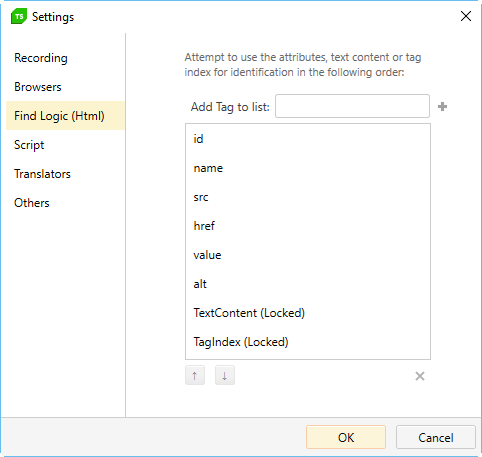 TS Settings
Recording
Browsers
Find Logic (Html)
Script
Translators
Others
Attempt to use the attributes, text content or tag
index for identification in the following order:
Add Tag to list:
id
name
src
href
value
alt
TextContent (Locked)
TagIndex (Locked)
OK
Cancel